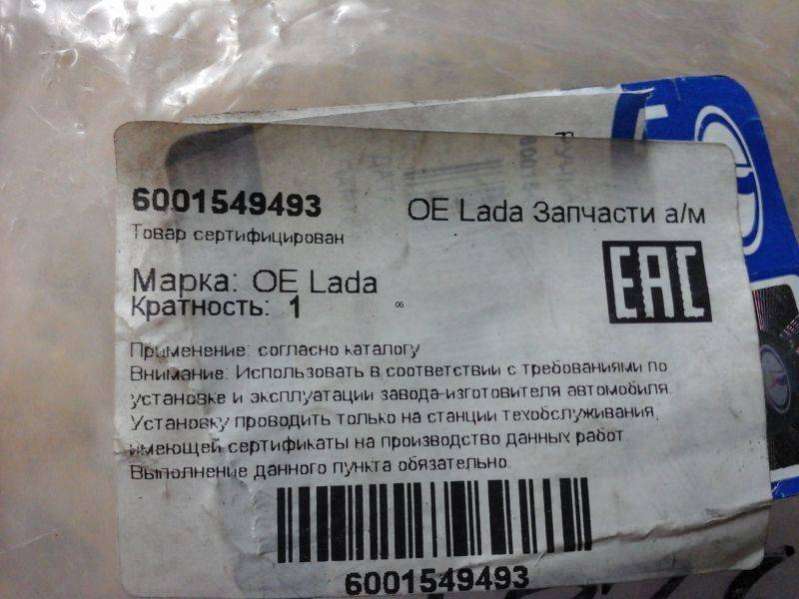 6001549493
OE Lada Запчасти а/м
Товар сертифицирован
EAC
Марка: OE Lada
Кратность: 1
Применение: согласно каталогу
Внимание: Использовать в соответствии с требованиями по
установке и эксплуатации завода-изготовителя автомобиля.
Установку проводить только на станции техобслуживания,
имеющей сертификаты на производство данных работ.
Выполнение данного пункта обязательно.
6001549493